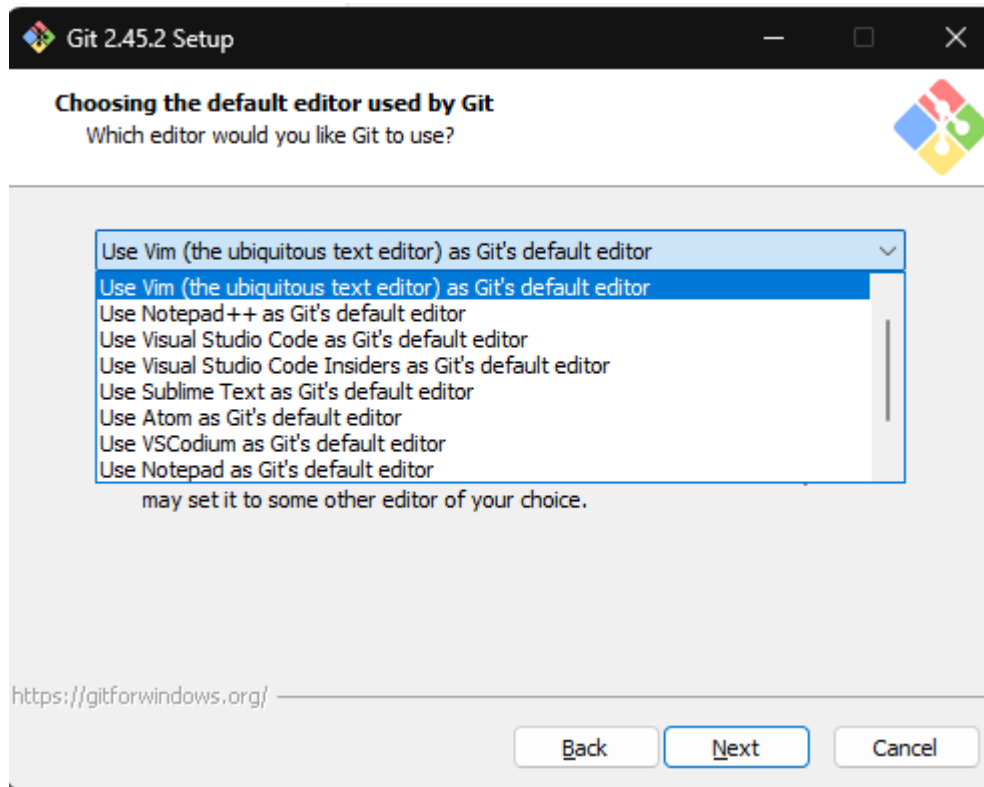 Git 2.45.2 Setup
Choosing the default editor used by Git
Which editor would you like Git to use?
Use Vim (the ubiquitous text editor) as Git's default editor
Use Vim (the ubiquitous text editor) as Git's default editor
Use Notepad++ as Git's default editor
Use Visual Studio Code as Git's default editor
Use Visual Studio Code Insiders as Git's default editor
Use Sublime Text as Git's default editor
Use Atom as Git's default editor
Use VSCodium as Git's default editor
Use Notepad as Git's default editor
may set it to some other editor of your choice.
https://gitforwindows.org/
Back Next Cancel